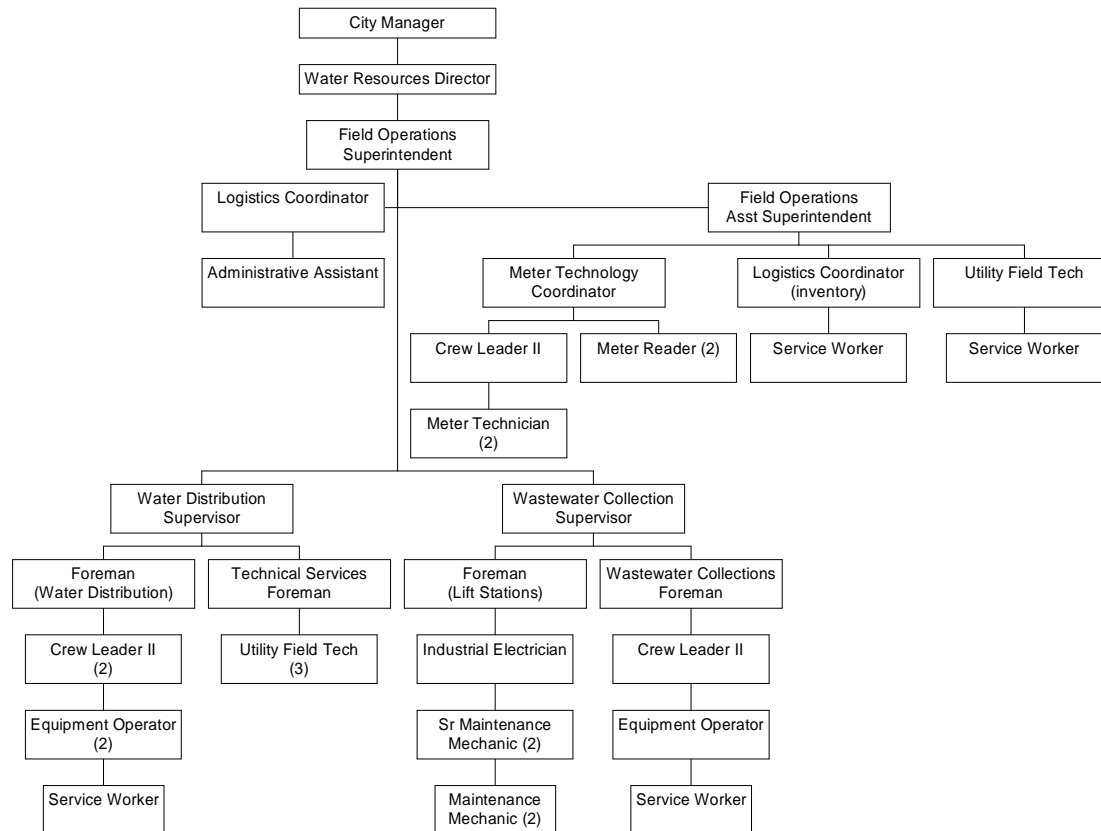 City Manager
Water Resources Director
Field Operations
Superintendent
Logistics Coordinator
Field Operations
Asst Superintendent
Administrative Assistant
Meter Technology
Coordinator
Logistics Coordinator
(inventory)
Utility Field Tech
Crew Leader II
Meter Reader (2)
Service Worker
Service Worker
Meter Technician
(2)
Water Distribution
Supervisor
Wastewater Collection
Supervisor
Foreman
(Water Distribution)
Technical Services
Foreman
Foreman
(Lift Stations)
Wastewater Collections
Foreman
Crew Leader II
(2)
Utility Field Tech
(3)
Industrial Electrician
Crew Leader II
Equipment Operator
(2)
Sr Maintenance
Mechanic (2)
Equipment Operator
Service Worker
Maintenance
Mechanic (2)
Service Worker